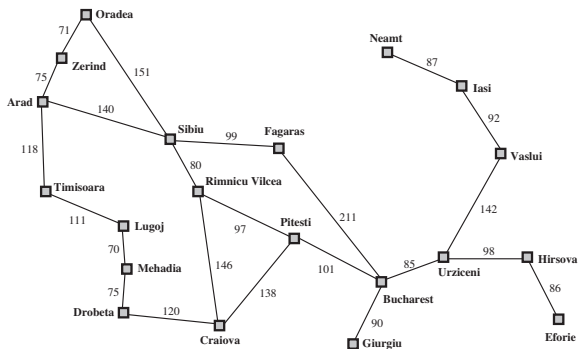 Oradea
71
Neamt
Zerind
87
151
75
Iasi
Arad
140
92
Sibiu
Fagaras
99
118
Vaslui
80
Timisoara
Rimnicu Vilcea
142
111
Pitesti
211
Lugoj
97
70
98
Hirsova
85
146
101
Urziceni
Mehadia
86
75
138
Bucharest
120
Drobeta
90
Craiova
Giurgiu
Eforie